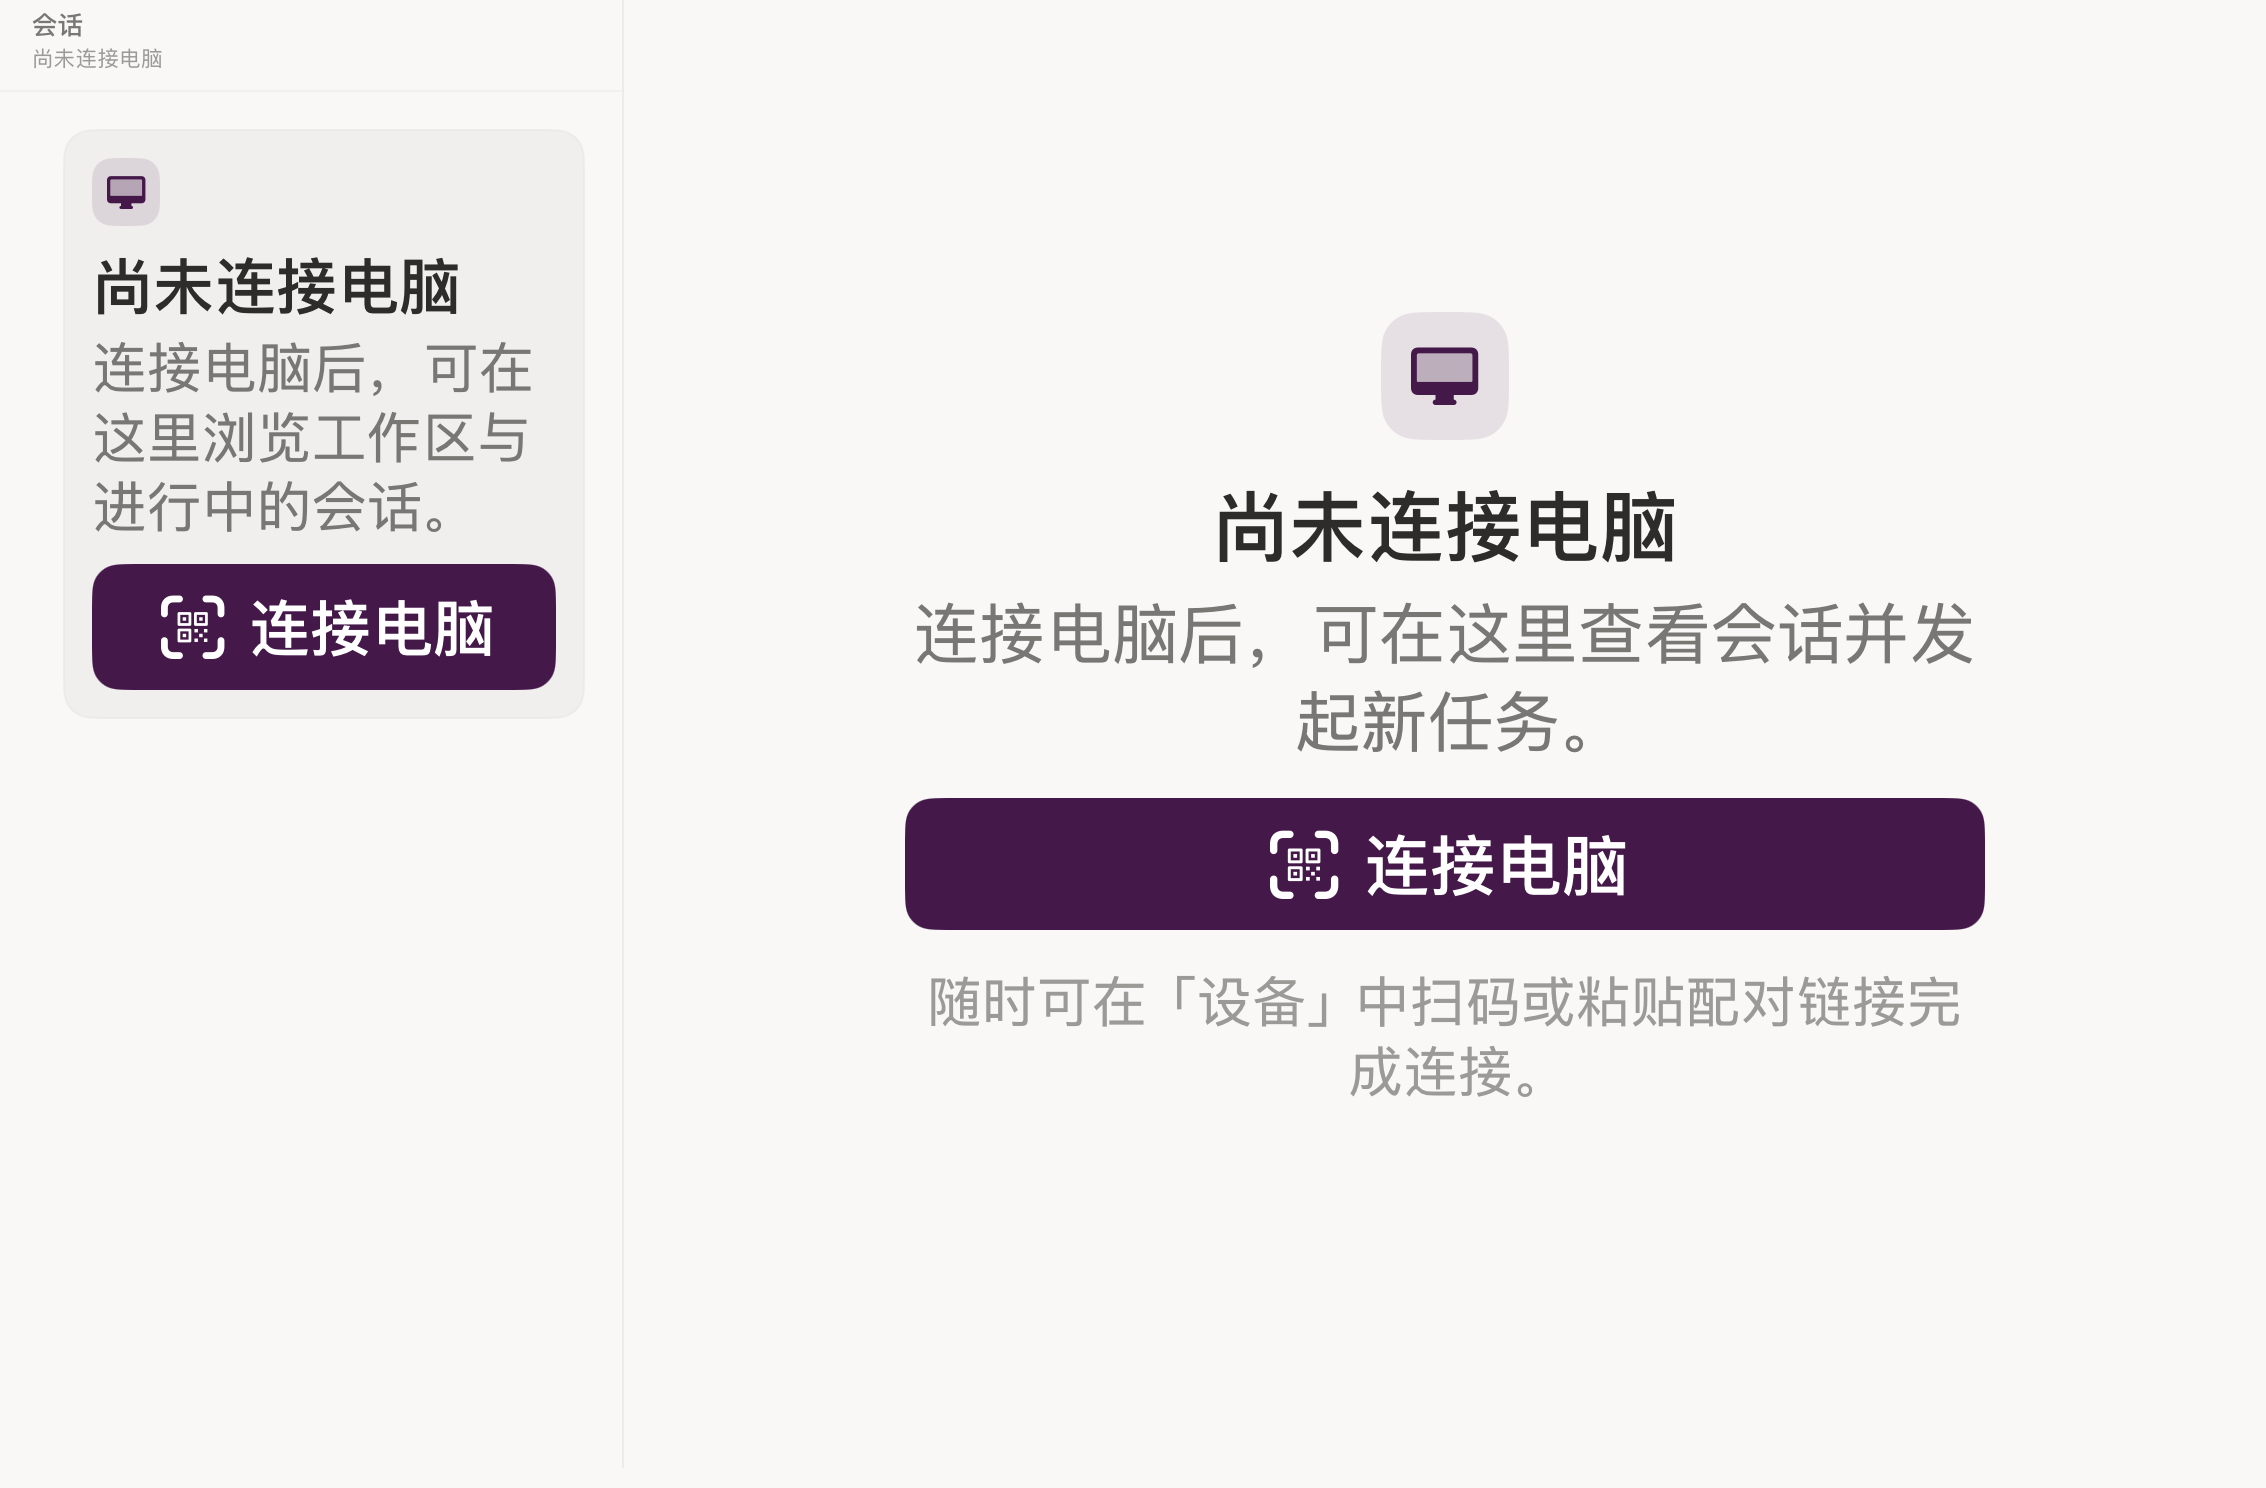 会话
尚未连接电脑
尚未连接电脑
连接电脑后，可在
这里浏览工作区与
进行中的会话。
连接电脑
尚未连接电脑
连接电脑后，可在这里查看会话并发
起新任务。
连接电脑
随时可在「设备」中扫码或粘贴配对链接完
成连接。